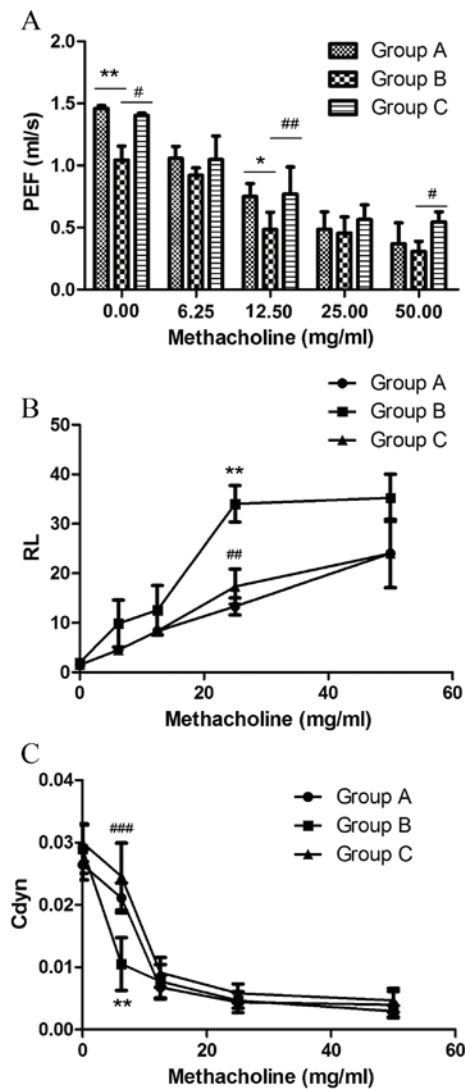 A
Group A
Group B
Group C
** # * ## #
PEF (ml/s)
2.0
1.5
1.0
0.5
0.0
0.00 6.25 12.50 25.00 50.00
Methacholine (mg/ml)
B
Group A
Group B
Group C
**
##
RL
50
40
30
20
10
0
0 20 40 60
Methacholine (mg/ml)
C
Group A
Group B
Group C
###
**
Cdyn
0.04
0.03
0.02
0.01
0.00
0 20 40 60
Methacholine (mg/ml)